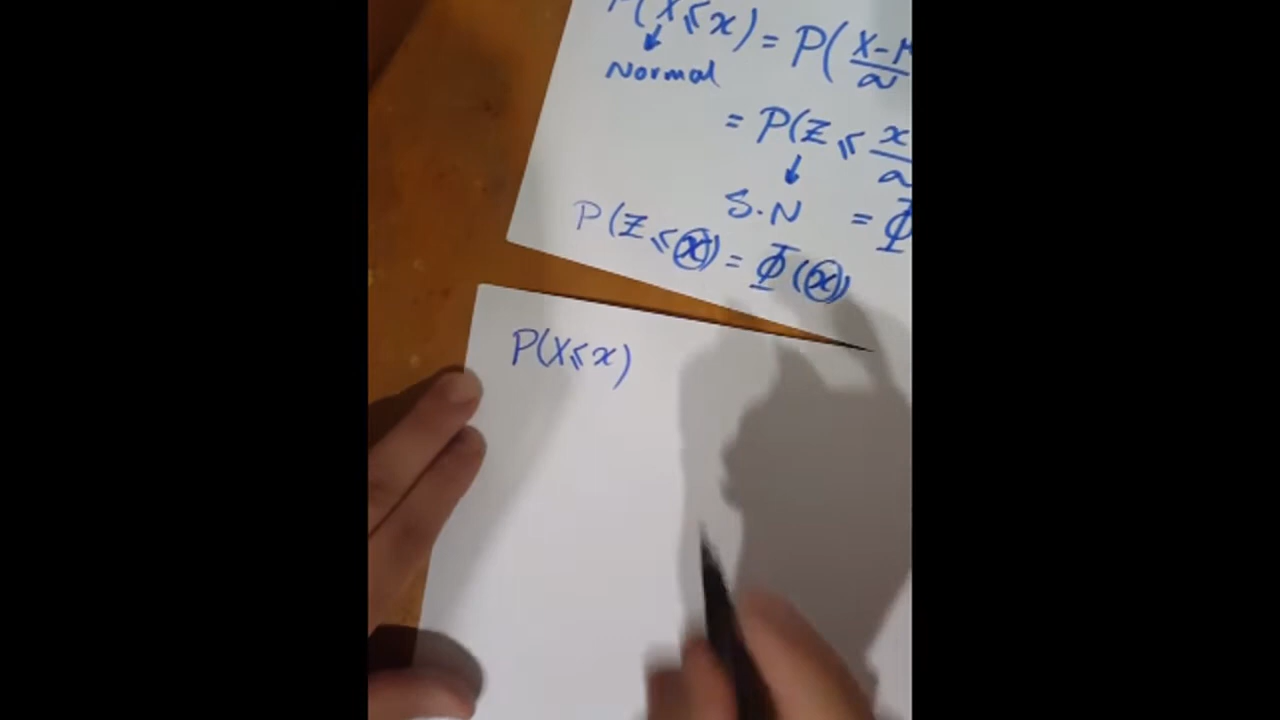 P(X⩽x) = P(X-μ/σ
Normal
= P(Z ⩽ x/σ
S.N = Φ
P(Z⩽x) = Φ(x)
P(X⩽x)